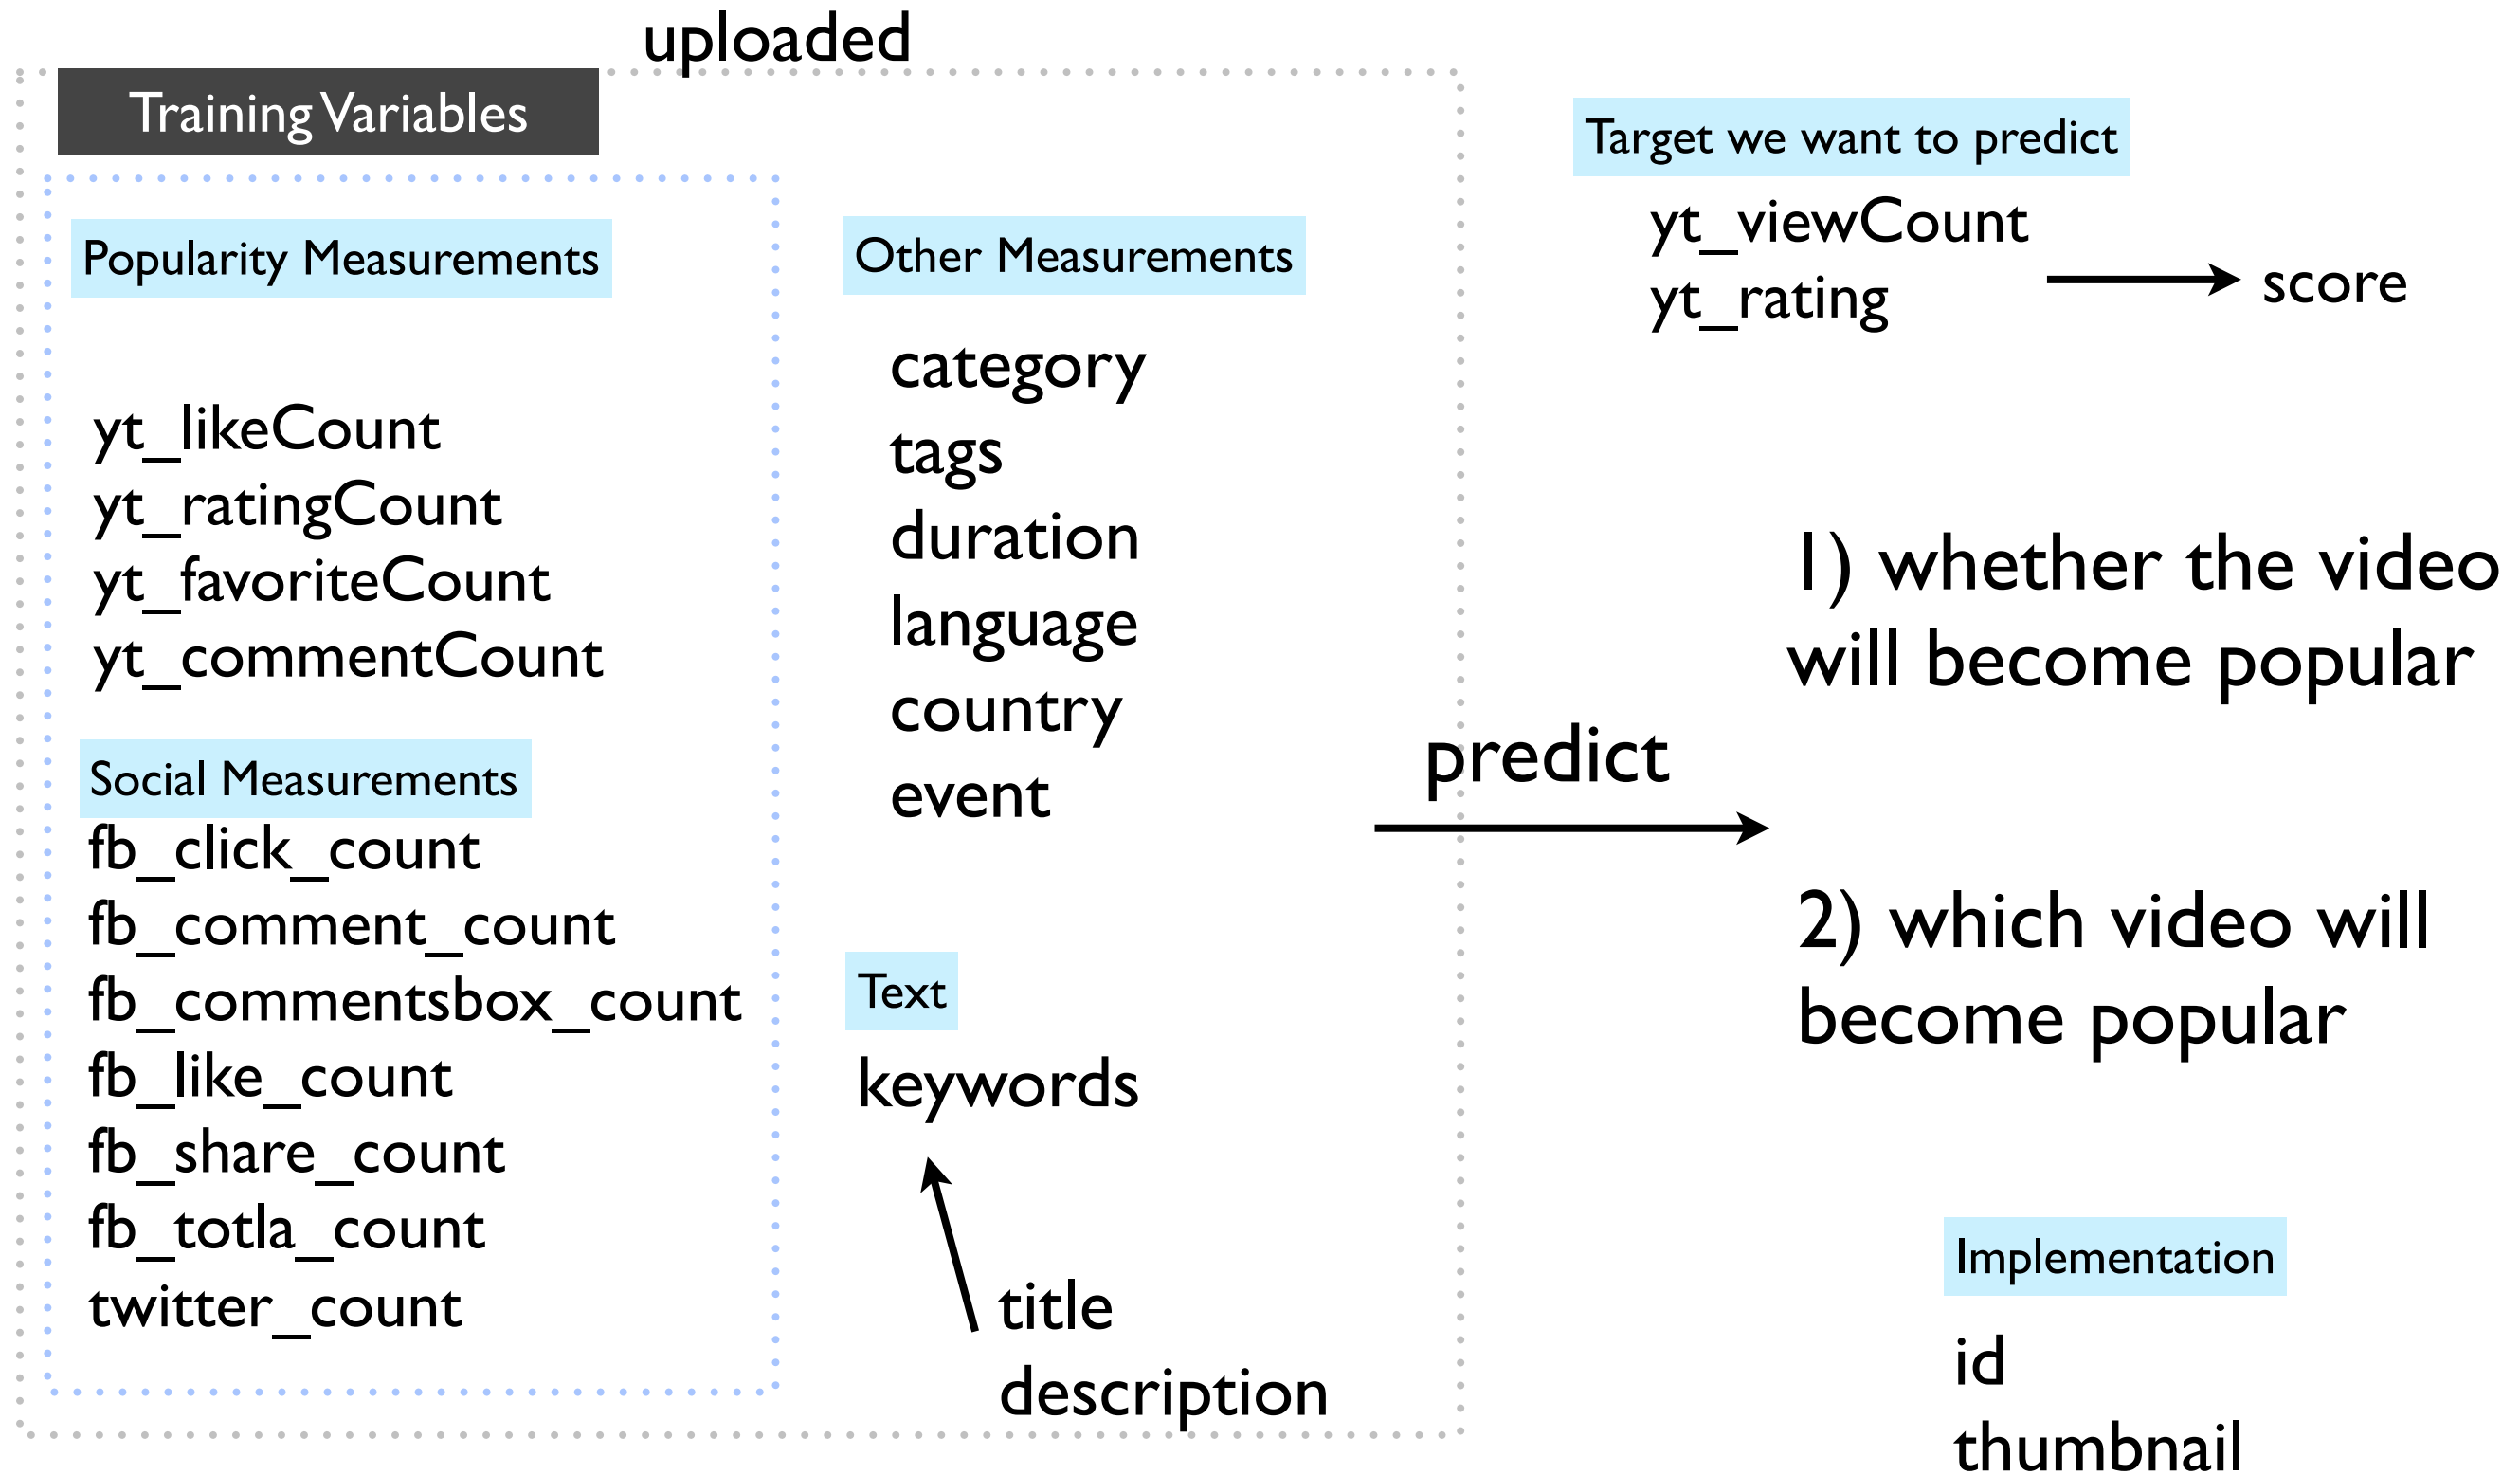 uploaded
Training Variables
Popularity Measurements
yt_likeCount
yt_ratingCount
yt_favoriteCount
yt_commentCount
Social Measurements
fb_click_count
fb_comment_count
fb_commentsbox_count
fb_like_count
fb_share_count
fb_totla_count
twitter_count
Other Measurements
category
tags
duration
language
country
event
Text
keywords
title
description
predict
Target we want to predict
yt_viewCount
yt_rating
score
1) whether the video
will become popular
2) which video will
become popular
Implementation
id
thumbnail